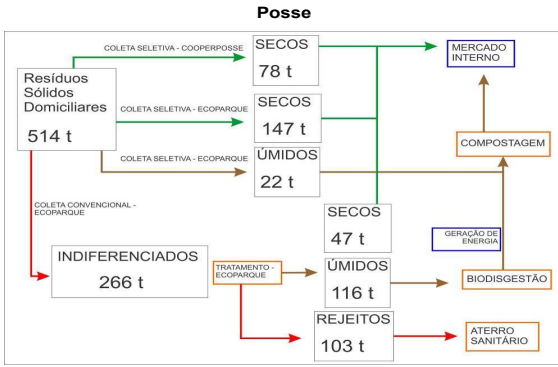 Posse
COLETA SELETIVA - COOPERPOSSE
SECOS
78 t
MERCADO
INTERNO
Resíduos
Sólidos
Domiciliares
514 t
COLETA SELETIVA - ECOPARQUE
SECOS
147 t
COLETA SELETIVA - ECOPARQUE
ÚMIDOS
22 t
COMPOSTAGEM
COLETA CONVENCIONAL -
ECOPARQUE
SECOS
47 t
GERAÇÃO DE
ENERGIA
INDIFERENCIADOS
266 t
TRATAMENTO -
ECOPARQUE
ÚMIDOS
116 t
BIODISGESTÃO
REJEITOS
103 t
ATERRO
SANITÁRIO